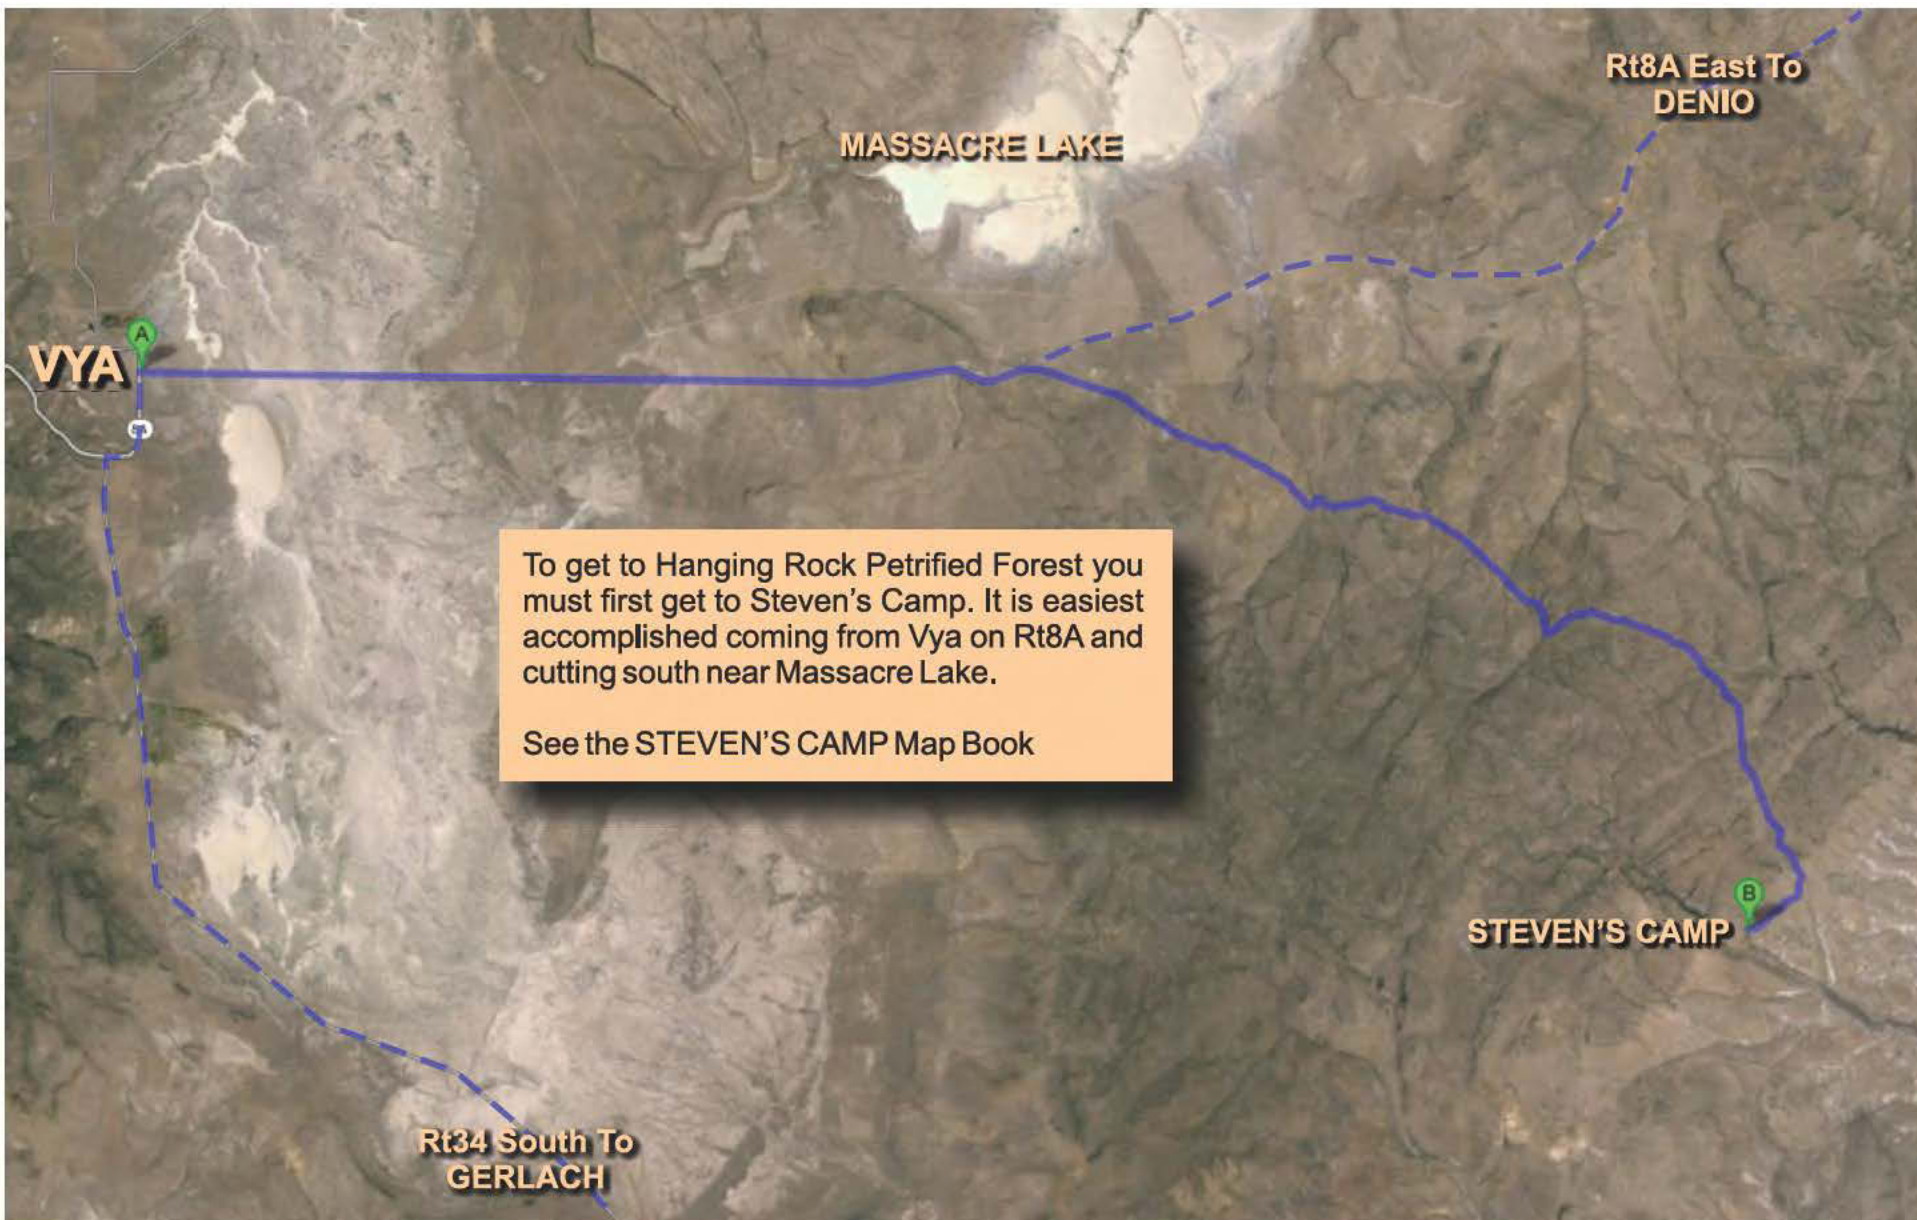 Rt8A East To
DENIO
MASSACRE LAKE
A
VYA
To get to Hanging Rock Petrified Forest you
must first get to Steven's Camp. It is easiest
accomplished coming from Vya on Rt8A and
cutting south near Massacre Lake.
See the STEVEN'S CAMP Map Book
B
STEVEN'S CAMP
Rt34 South To
GERLACH